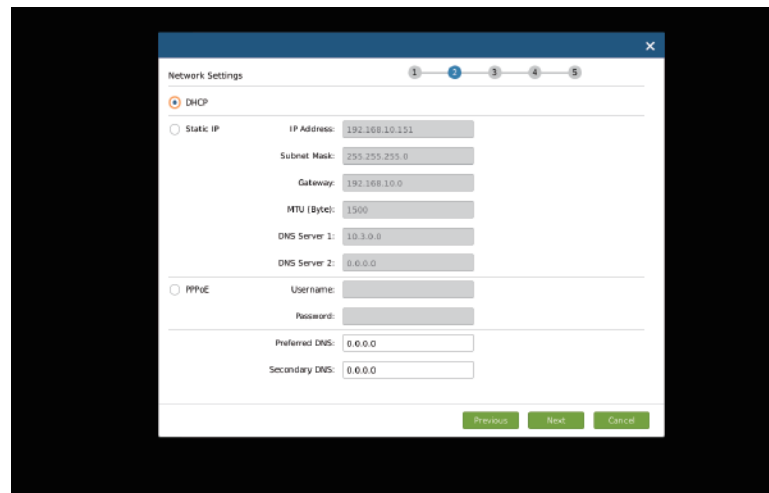 Network Settings
1 2 3 4 5
DHCP
Static IP IP Address: 192.168.10.151
Subnet Mask: 255.255.255.0
Gateway: 192.168.10.0
MTU (Byte): 1500
DNS Server 1: 10.3.0.0
DNS Server 2: 0.0.0.0
PPPoE Username:
Password:
Preferred DNS: 0.0.0.0
Secondary DNS: 0.0.0.0
Previous Next Cancel